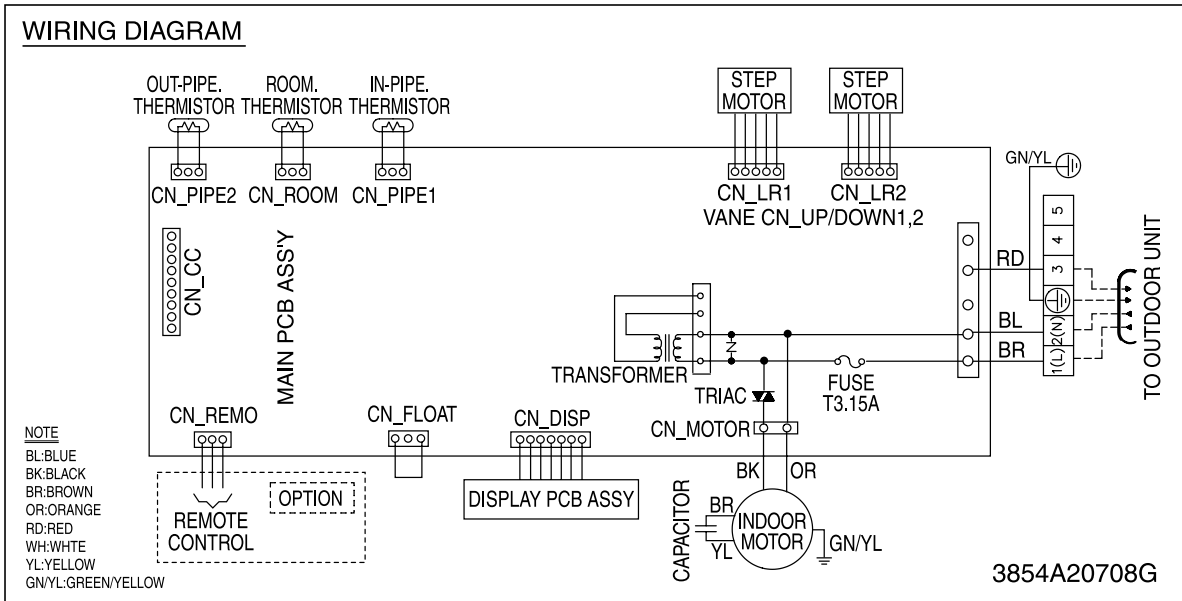 WIRING DIAGRAM
OUT-PIPE.
THERMISTOR
ROOM.
THERMISTOR
IN-PIPE.
THERMISTOR
STEP
MOTOR
STEP
MOTOR
CN_PIPE2
CN_ROOM
CN_PIPE1
CN_LR1
CN_LR2
VANE CN_UP/DOWN1,2
GN/YL
5
4
3
2(N)
1(L)
RD
BL
BR
TO OUTDOOR UNIT
CN_CC
MAIN PCB ASS'Y
TRANSFORMER
Z
FUSE
T3.15A
TRIAC
CN_MOTOR
CN_REMO
CN_FLOAT
CN_DISP
BK
OR
REMOTE
CONTROL
OPTION
DISPLAY PCB ASSY
CAPACITOR
BR
YL
INDOOR
MOTOR
GN/YL
NOTE
BL:BLUE
BK:BLACK
BR:BROWN
OR:ORANGE
RD:RED
WH:WHTE
YL:YELLOW
GN/YL:GREEN/YELLOW
3854A20708G